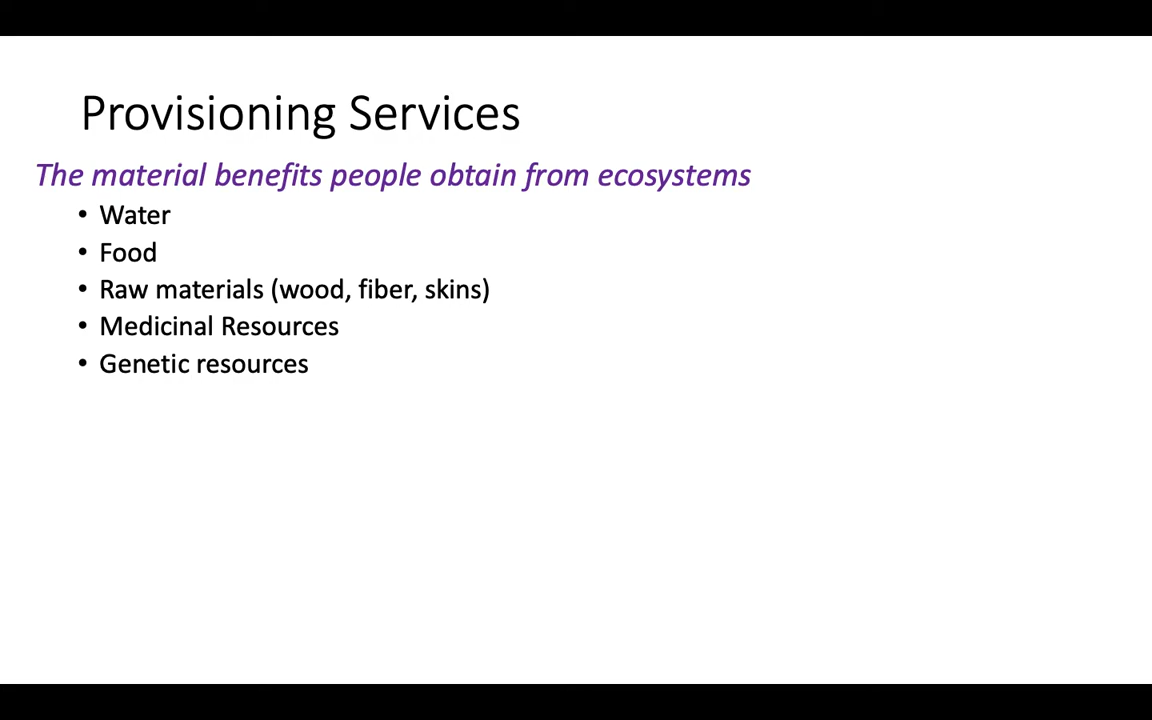 Provisioning Services
The material benefits people obtain from ecosystems
• Water
• Food
• Raw materials (wood, fiber, skins)
• Medicinal Resources
• Genetic resources